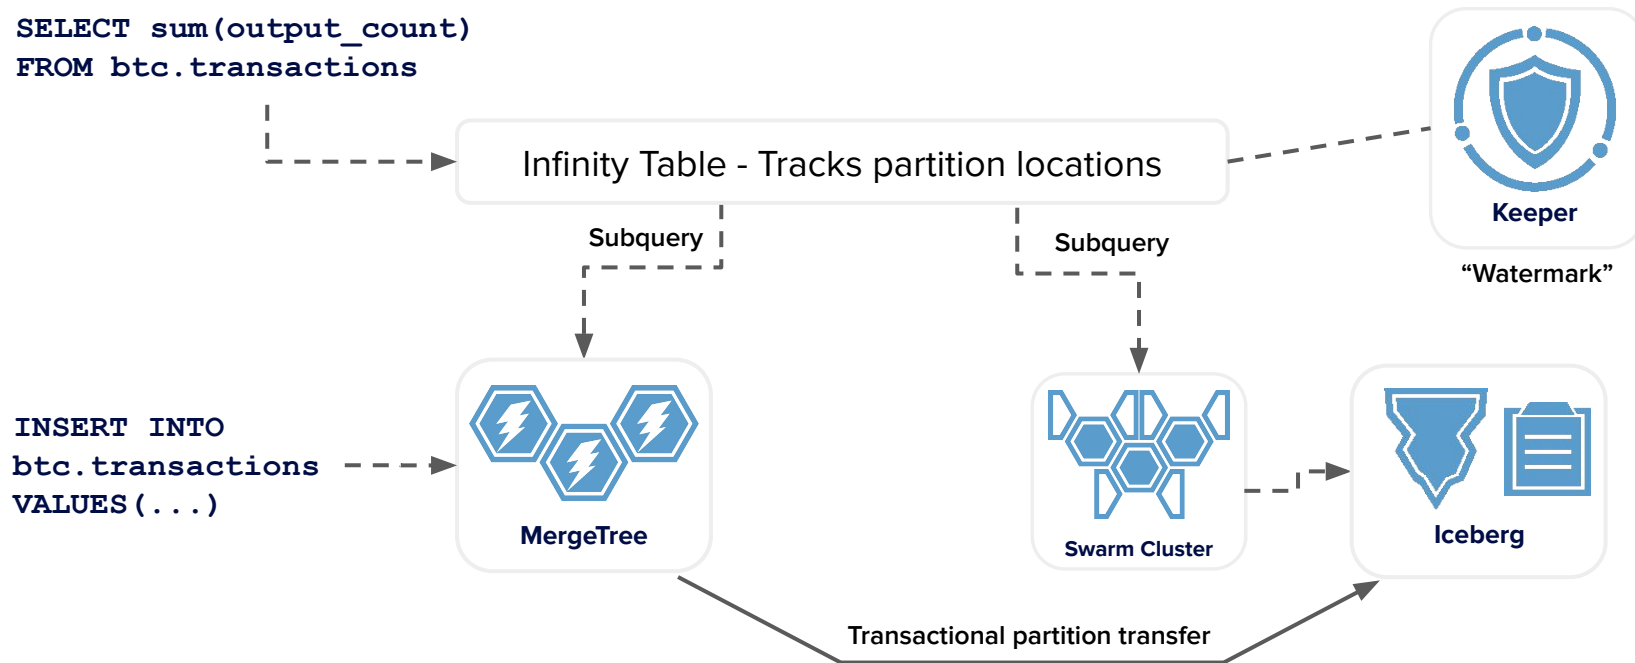 SELECT sum(output_count)
FROM btc.transactions
Infinity Table - Tracks partition locations
Keeper
“Watermark”
Subquery
Subquery
INSERT INTO
btc.transactions
VALUES(...)
MergeTree
Swarm Cluster
Iceberg
Transactional partition transfer